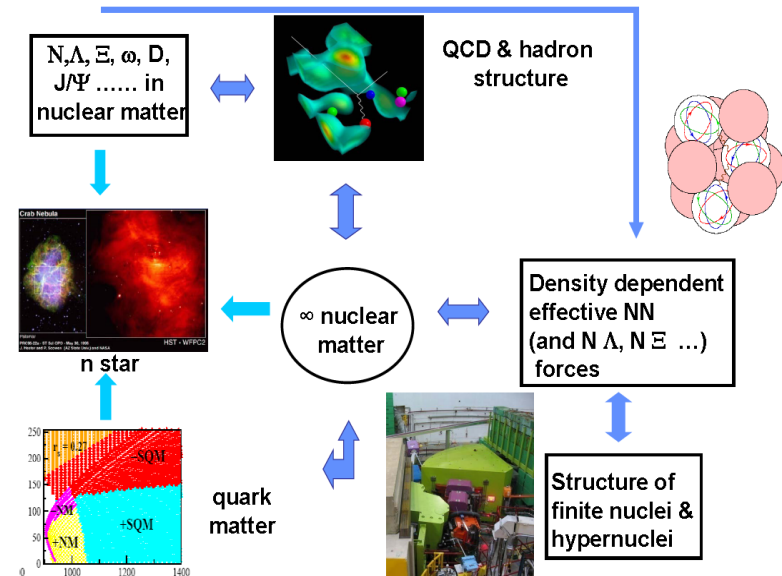 N,Λ, Ξ, ω, D,
J/Ψ …… in
nuclear matter
QCD & hadron
structure
Crab Nebula
HST • WFPC2
n star
∞ nuclear
matter
Density dependent
effective NN
(and N Λ, N Ξ …)
forces
250
200
150
100
50
0
0
1000
1200
1400
-SQM
+SQM
-NM
+NM
quark
matter
Structure of
finite nuclei &
hypernuclei